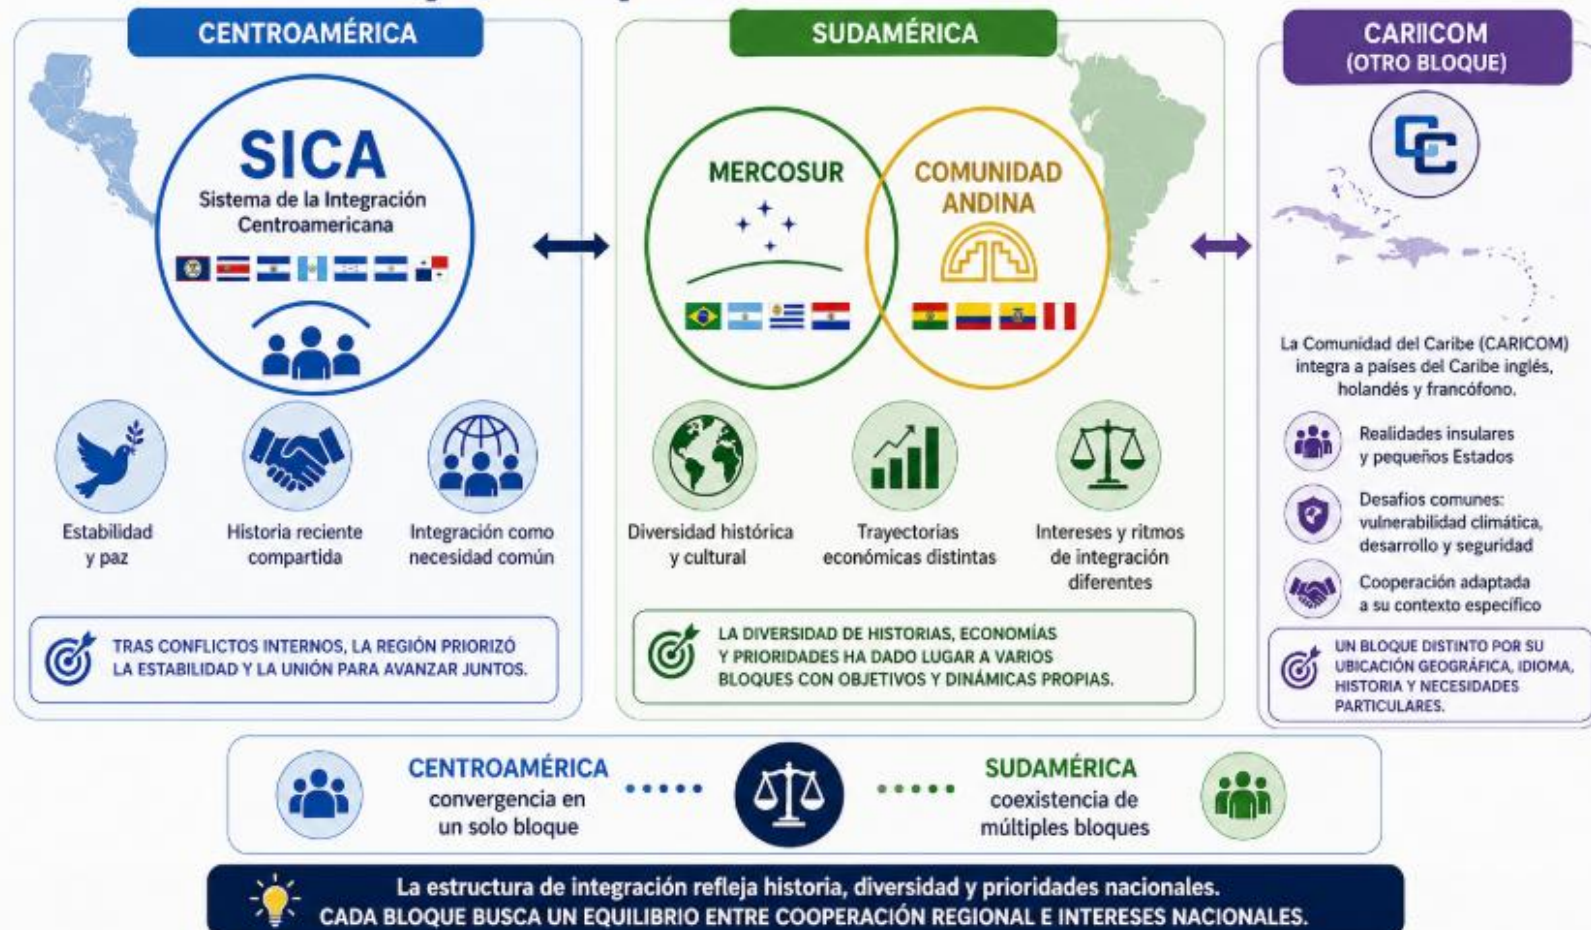 CENTROAMÉRICA
SICA
Sistema de la Integración
Centroamericana
Estabilidad
y paz
Historia reciente
compartida
Integración como
necesidad común
TRAS CONFLICTOS INTERNOS, LA REGIÓN PRIORIZÓ
LA ESTABILIDAD Y LA UNIÓN PARA AVANZAR JUNTOS.
SUDAMÉRICA
MERCOSUR
COMUNIDAD
ANDINA
Diversidad histórica
y cultural
Trayectorias
económicas distintas
Intereses y ritmos
de integración
diferentes
LA DIVERSIDAD DE HISTORIAS, ECONOMÍAS
Y PRIORIDADES HA DADO LUGAR A VARIOS
BLOQUES CON OBJETIVOS Y DINÁMICAS PROPIAS.
CARIICOM
(OTRO BLOQUE)
CC
La Comunidad del Caribe (CARICOM)
integra a países del Caribe inglés,
holandés y francófono.
Realidades insulares
y pequeños Estados
Desafíos comunes:
vulnerabilidad climática,
desarrollo y seguridad
Cooperación adaptada
a su contexto específico
UN BLOQUE DISTINTO POR SU
UBICACIÓN GEOGRÁFICA, IDIOMA,
HISTORIA Y NECESIDADES
PARTICULARES.
CENTROAMÉRICA
convergencia en
un solo bloque
SUDAMÉRICA
coexistencia de
múltiples bloques
La estructura de integración refleja historia, diversidad y prioridades nacionales.
CADA BLOQUE BUSCA UN EQUILIBRIO ENTRE COOPERACIÓN REGIONAL E INTERESES NACIONALES.